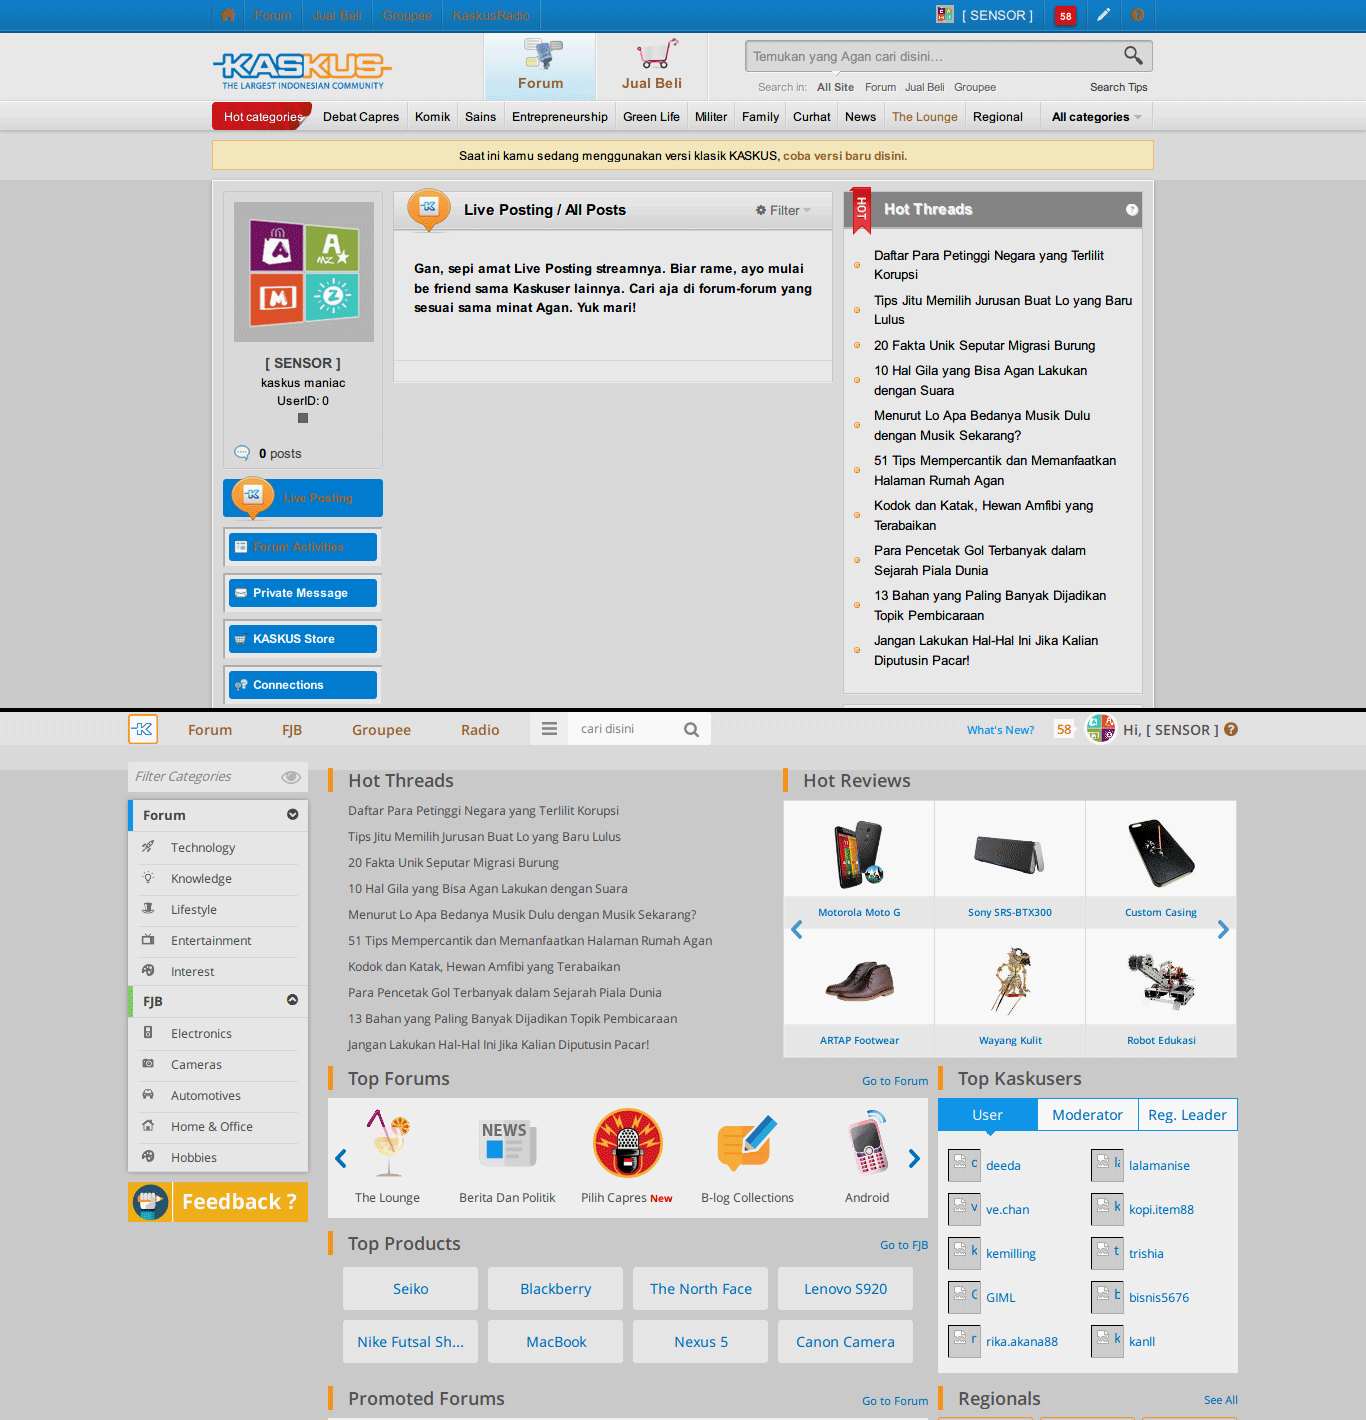 Forum Jual Beli Groupee KaskusRadio [ SENSOR ] 58
KASKUS
THE LARGEST INDONESIAN COMMUNITY
Forum Jual Beli
Temukan yang Agan cari disini...
Search in: All Site Forum Jual Beli Groupee Search Tips
Hot categories Debat Capres Komik Sains Entrepreneurship Green Life Militer Family Curhat News The Lounge Regional All categories
Saat ini kamu sedang menggunakan versi klasik KASKUS, coba versi baru disini.
A
A
MZ
M
Z
[ SENSOR ]
kaskus maniac
UserID: 0
0 posts
Live Posting
Forum Activities
Private Message
KASKUS Store
Connections
Live Posting / All Posts Filter
Gan, sepi amat Live Posting streamnya. Biar rame, ayo mulai
be friend sama Kaskuser lainnya. Cari aja di forum-forum yang
sesuai sama minat Agan. Yuk mari!
HOT
Hot Threads ?
Daftar Para Petinggi Negara yang Terlilit
Korupsi
Tips Jitu Memilih Jurusan Buat Lo yang Baru
Lulus
20 Fakta Unik Seputar Migrasi Burung
10 Hal Gila yang Bisa Agan Lakukan
dengan Suara
Menurut Lo Apa Bedanya Musik Dulu
dengan Musik Sekarang?
51 Tips Mempercantik dan Memanfaatkan
Halaman Rumah Agan
Kodok dan Katak, Hewan Amfibi yang
Terabaikan
Para Pencetak Gol Terbanyak dalam
Sejarah Piala Dunia
13 Bahan yang Paling Banyak Dijadikan
Topik Pembicaraan
Jangan Lakukan Hal-Hal Ini Jika Kalian
Diputusin Pacar!
K Forum FJB Groupee Radio cari disini What's New? 58 Hi, [ SENSOR ] ?
Filter Categories
Forum
Technology
Knowledge
Lifestyle
Entertainment
Interest
FJB
Electronics
Cameras
Automotives
Home & Office
Hobbies
Feedback ?
Hot Threads
Daftar Para Petinggi Negara yang Terlilit Korupsi
Tips Jitu Memilih Jurusan Buat Lo yang Baru Lulus
20 Fakta Unik Seputar Migrasi Burung
10 Hal Gila yang Bisa Agan Lakukan dengan Suara
Menurut Lo Apa Bedanya Musik Dulu dengan Musik Sekarang?
51 Tips Mempercantik dan Memanfaatkan Halaman Rumah Agan
Kodok dan Katak, Hewan Amfibi yang Terabaikan
Para Pencetak Gol Terbanyak dalam Sejarah Piala Dunia
13 Bahan yang Paling Banyak Dijadikan Topik Pembicaraan
Jangan Lakukan Hal-Hal Ini Jika Kalian Diputusin Pacar!
Hot Reviews
Motorola Moto G Sony SRS-BTX300 Custom Casing
ARTAP Footwear Wayang Kulit Robot Edukasi
Top Forums Go to Forum
NEWS
The Lounge Berita Dan Politik Pilih Capres New B-log Collections Android
Top Products Go to FJB
Seiko Blackberry The North Face Lenovo S920
Nike Futsal Sh... MacBook Nexus 5 Canon Camera
Promoted Forums Go to Forum
Top Kaskusers
User Moderator Reg. Leader
deeda lalamanise
ve.chan kopi.item88
kemilling trishia
GIML bisnis5676
rika.akana88 kanll
Regionals See All